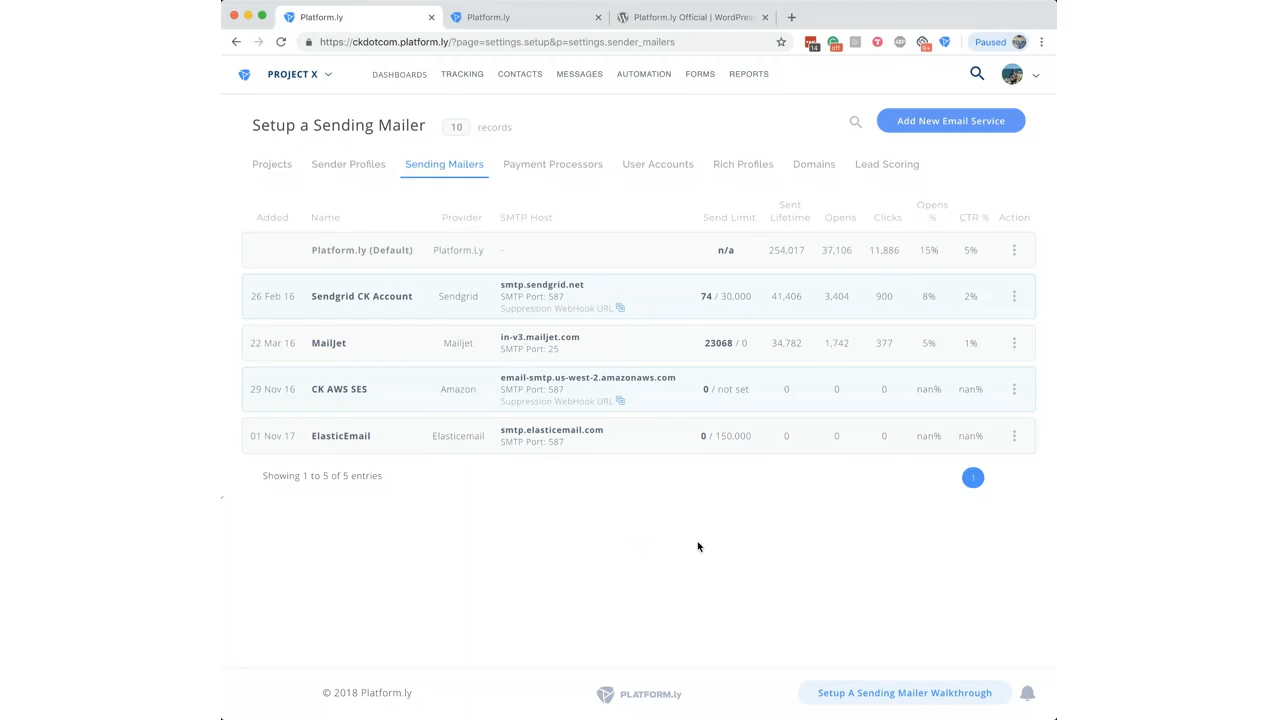 Platform.ly
Platform.ly
Platform.ly Official | WordPres
https://ckdotcom.platform.ly/?page=settings.setup&p=settings.sender_mailers
14
off
ABP
9+
Paused
PROJECT X
DASHBOARDS TRACKING CONTACTS MESSAGES AUTOMATION FORMS REPORTS
Setup a Sending Mailer 10 records
Add New Email Service
Projects Sender Profiles Sending Mailers Payment Processors User Accounts Rich Profiles Domains Lead Scoring
Added Name Provider SMTP Host Send Limit Sent Lifetime Opens Clicks Opens % CTR % Action
Platform.ly (Default) Platform.Ly - n/a 254,017 37,106 11,886 15% 5%
26 Feb 16 Sendgrid CK Account Sendgrid smtp.sendgrid.net 74 / 30,000 41,406 3,404 900 8% 2%
SMTP Port: 587
Suppression WebHook URL
22 Mar 16 MailJet Mailjet in-v3.mailjet.com 23068 / 0 34,782 1,742 377 5% 1%
SMTP Port: 25
29 Nov 16 CK AWS SES Amazon email-smtp.us-west-2.amazonaws.com 0 / not set 0 0 0 nan% nan%
SMTP Port: 587
Suppression WebHook URL
01 Nov 17 ElasticEmail Elasticemail smtp.elasticemail.com 0 / 150,000 0 0 0 nan% nan%
SMTP Port: 587
Showing 1 to 5 of 5 entries
1
© 2018 Platform.ly
PLATFORM.ly
Setup A Sending Mailer Walkthrough